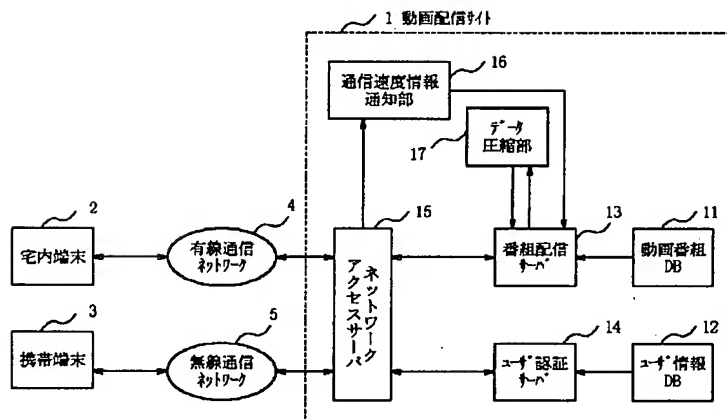 1 動画配信ｻｲﾄ
16
通信速度情報
通知部
17
ﾃﾞｰﾀ
圧縮部
2
宅内端末
4
有線通信
ﾈｯﾄﾜｰｸ
15
ネットワーク
アクセスサーバ
13
番組配信
ｻｰﾊﾞ
11
動画番組
DB
3
携帯端末
5
無線通信
ﾈｯﾄﾜｰｸ
14
ﾕｰｻﾞ認証
ｻｰﾊﾞ
12
ﾕｰｻﾞ情報
DB